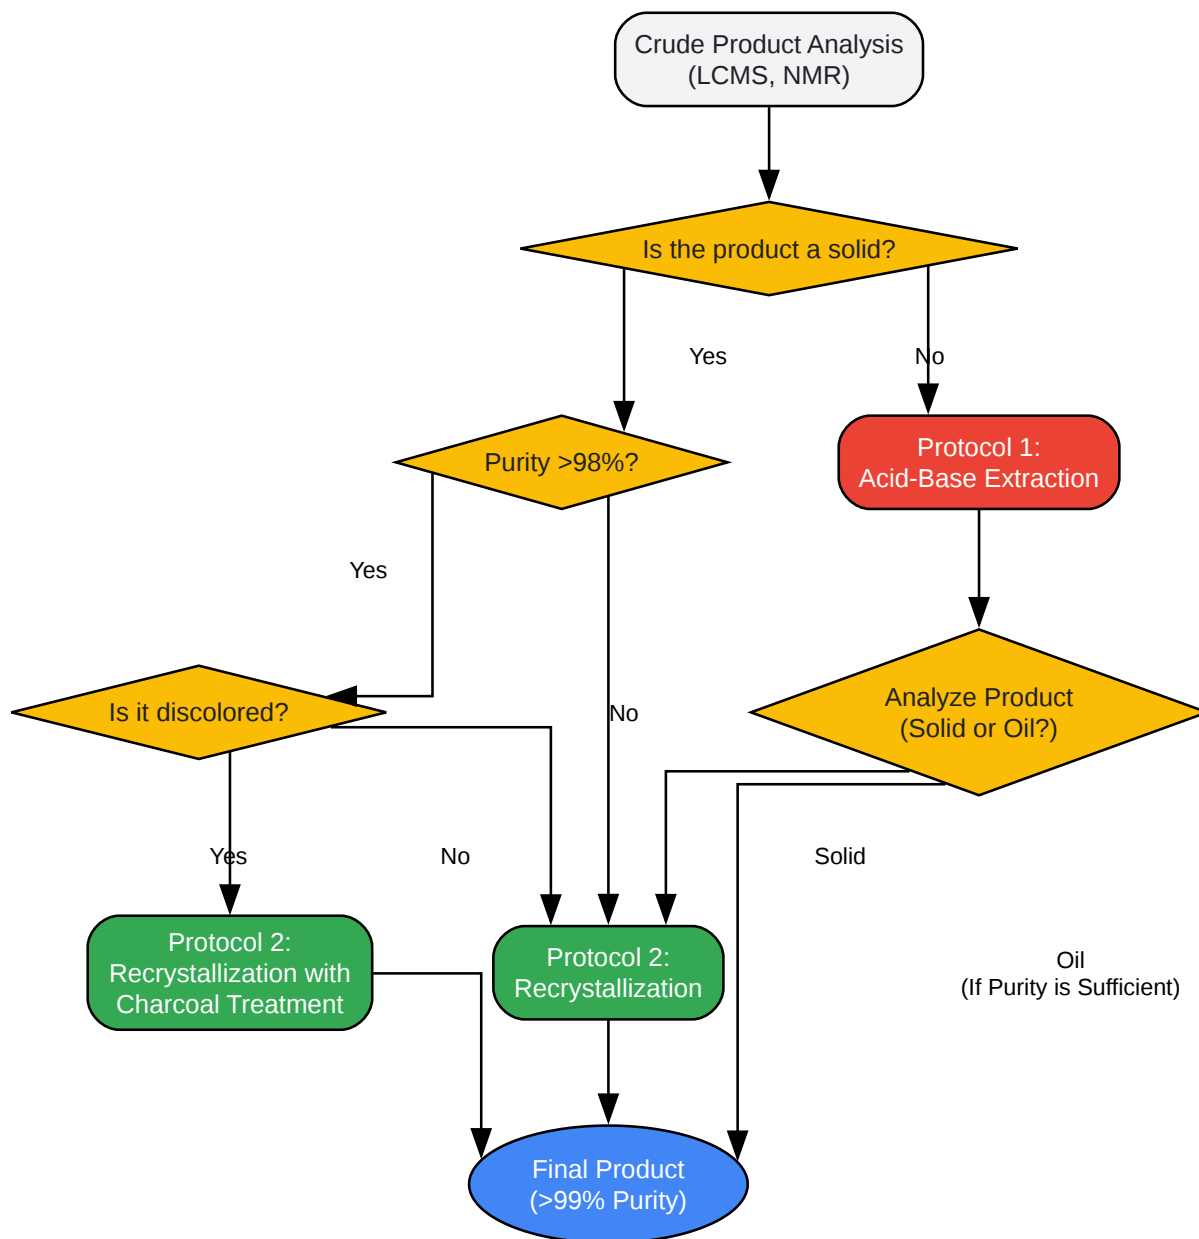 Crude Product Analysis
(LCMS, NMR)
Is the product a solid?
Yes
No
Purity >98%?
Protocol 1:
Acid-Base Extraction
Yes
Is it discolored?
No
Analyze Product
(Solid or Oil?)
Yes
No
Solid
Protocol 2:
Recrystallization with
Charcoal Treatment
Protocol 2:
Recrystallization
Oil
(If Purity is Sufficient)
Final Product
(>99% Purity)